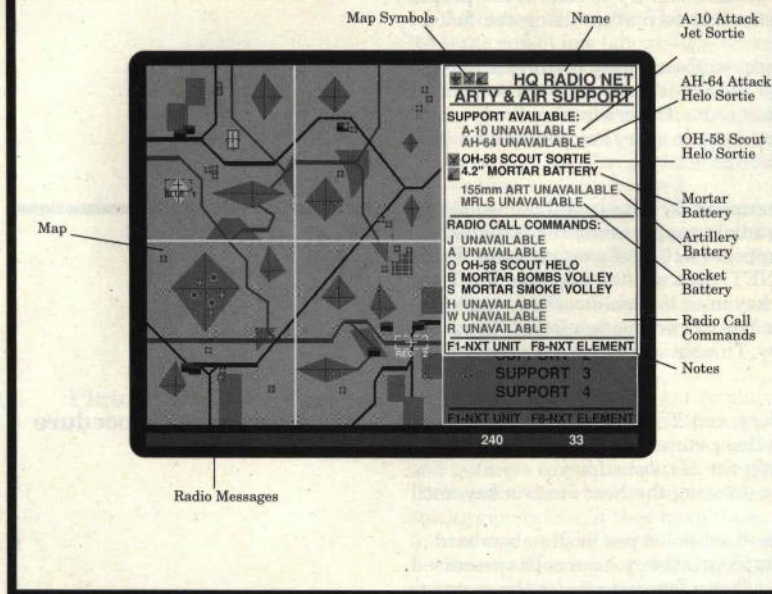 Map Symbols
Name
A-10 Attack
Jet Sortie
AH-64 Attack
Helo Sortie
OH-58 Scout
Helo Sortie
Mortar
Battery
Artillery
Battery
Rocket
Battery
Radio Call
Commands
Notes
Map
Radio Messages
HQ RADIO NET
ARTY & AIR SUPPORT
SUPPORT AVAILABLE:
A-10 UNAVAILABLE
AH-64 UNAVAILABLE
OH-58 SCOUT SORTIE
4.2" MORTAR BATTERY
155mm ART UNAVAILABLE
MRLS UNAVAILABLE
RADIO CALL COMMANDS:
J UNAVAILABLE
A UNAVAILABLE
O OH-58 SCOUT HELO
B MORTAR BOMBS VOLLEY
S MORTAR SMOKE VOLLEY
H UNAVAILABLE
W UNAVAILABLE
R UNAVAILABLE
F1-NXT UNIT F8-NXT ELEMENT
SUPPORT 2
SUPPORT 3
SUPPORT 4
F1-NXT UNIT F8-NXT ELEMENT
240 33
RED 2